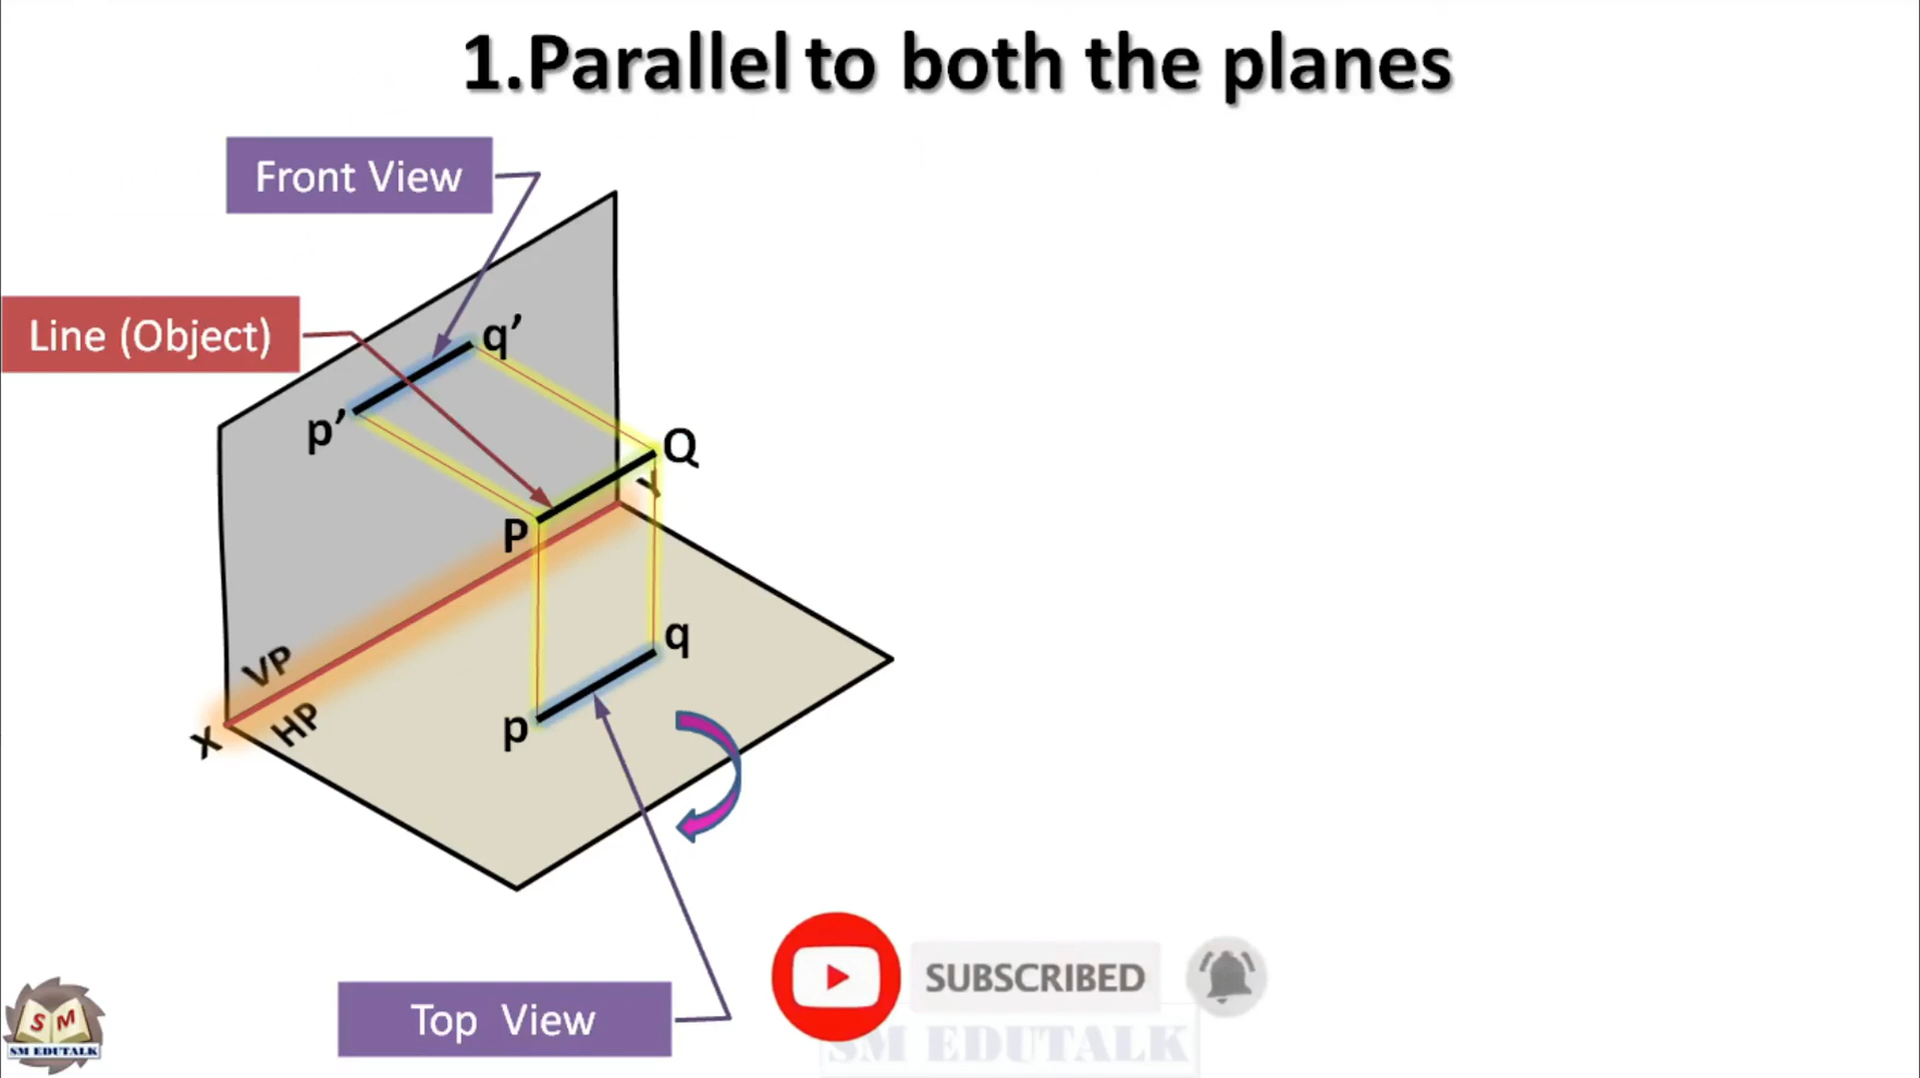 1.Parallel to both the planes
Front View
Line (Object)
q’
p’
Q
Y
P
q
VP
HP
X
p
SUBSCRIBED
Top View
SM EDUTALK
S M
SM EDUTALK